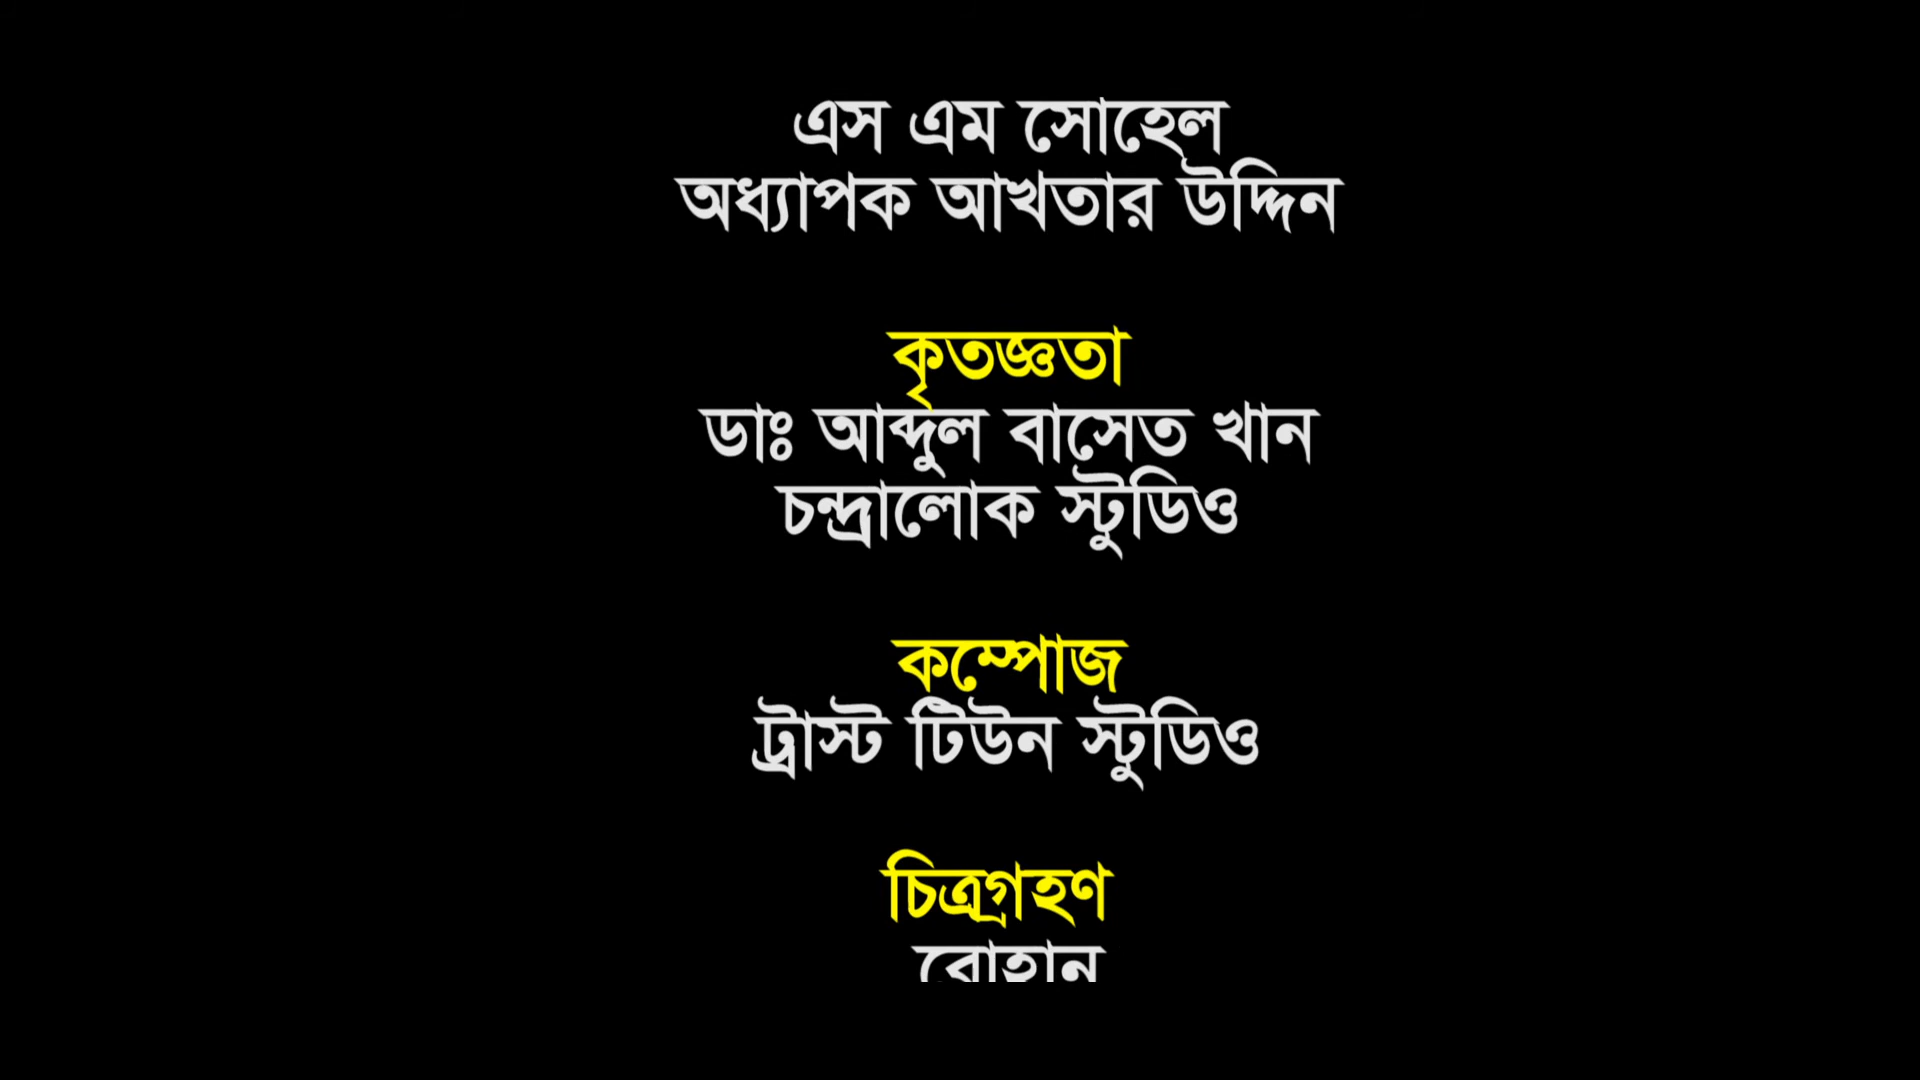 এস এম সোহেল
অধ্যাপক আখতার উদ্দিন
কৃতজ্ঞতা
ডাঃ আব্দুল বাসেত খান
চন্দ্রালোক স্টুডিও
কম্পোজ
ট্রাস্ট টিউন স্টুডিও
চিত্রগ্রহণ